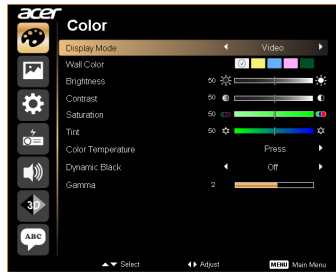 acer
Color
Display Mode Video
Wall Color
Brightness 50
Contrast 50
Saturation 50
Tint 50
Color Temperature Press
Dynamic Black Off
Gamma 2
3D
ABC
Select Adjust MENU Main Menu